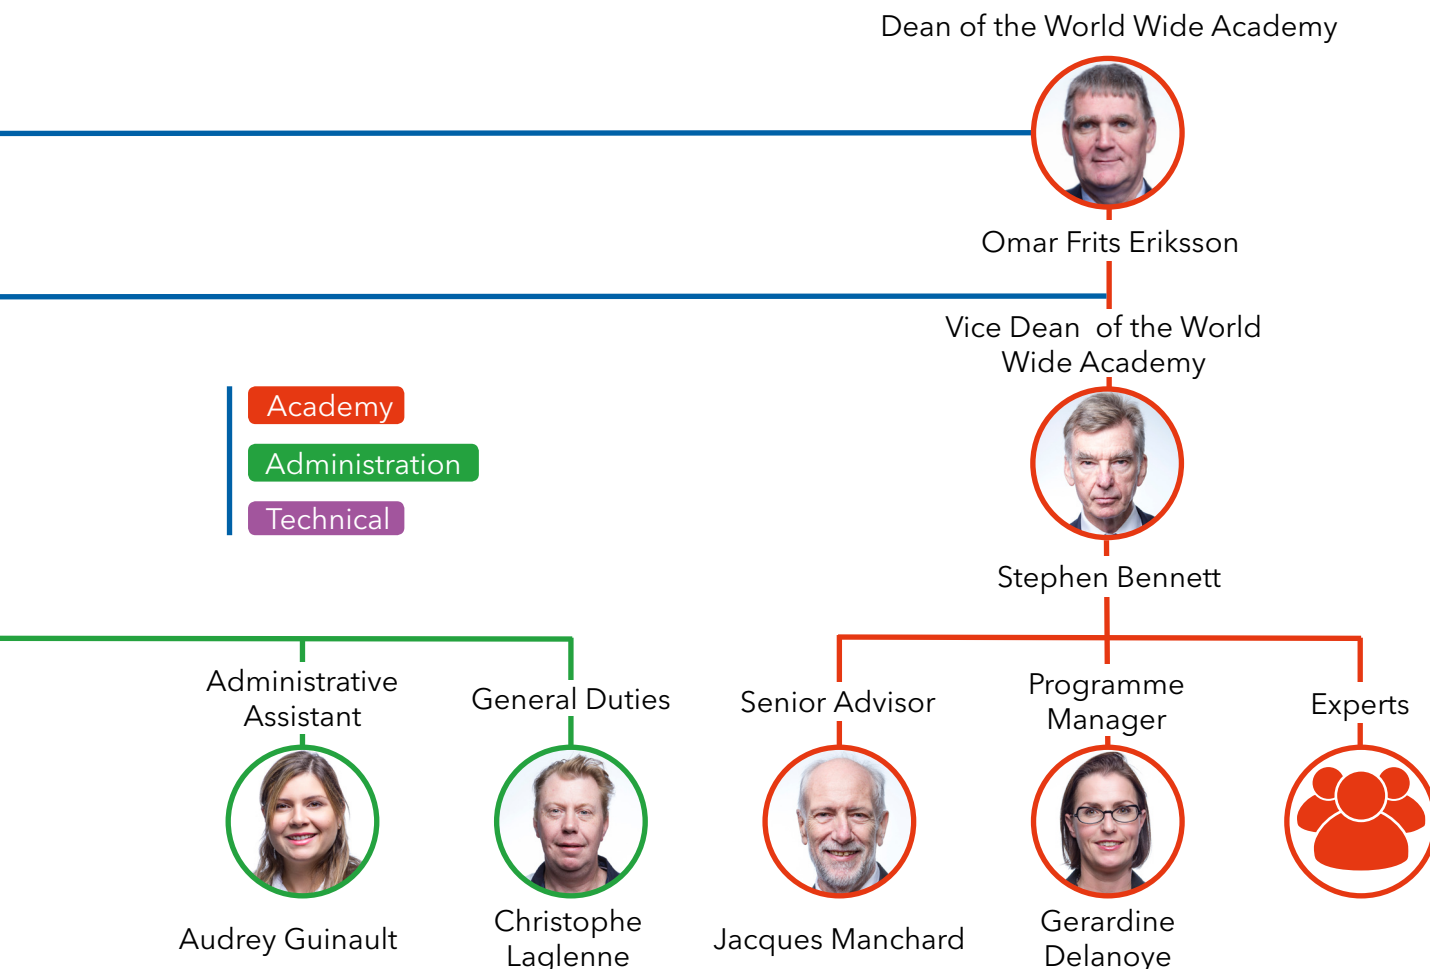 Dean of the World Wide Academy
Omar Frits Eriksson
Vice Dean of the World
Wide Academy
Academy
Administration
Technical
Stephen Bennett
Administrative
Assistant
General Duties
Senior Advisor
Programme
Manager
Experts
Audrey Guinault
Christophe
Laglenne
Jacques Manchard
Gerardine
Delanoye